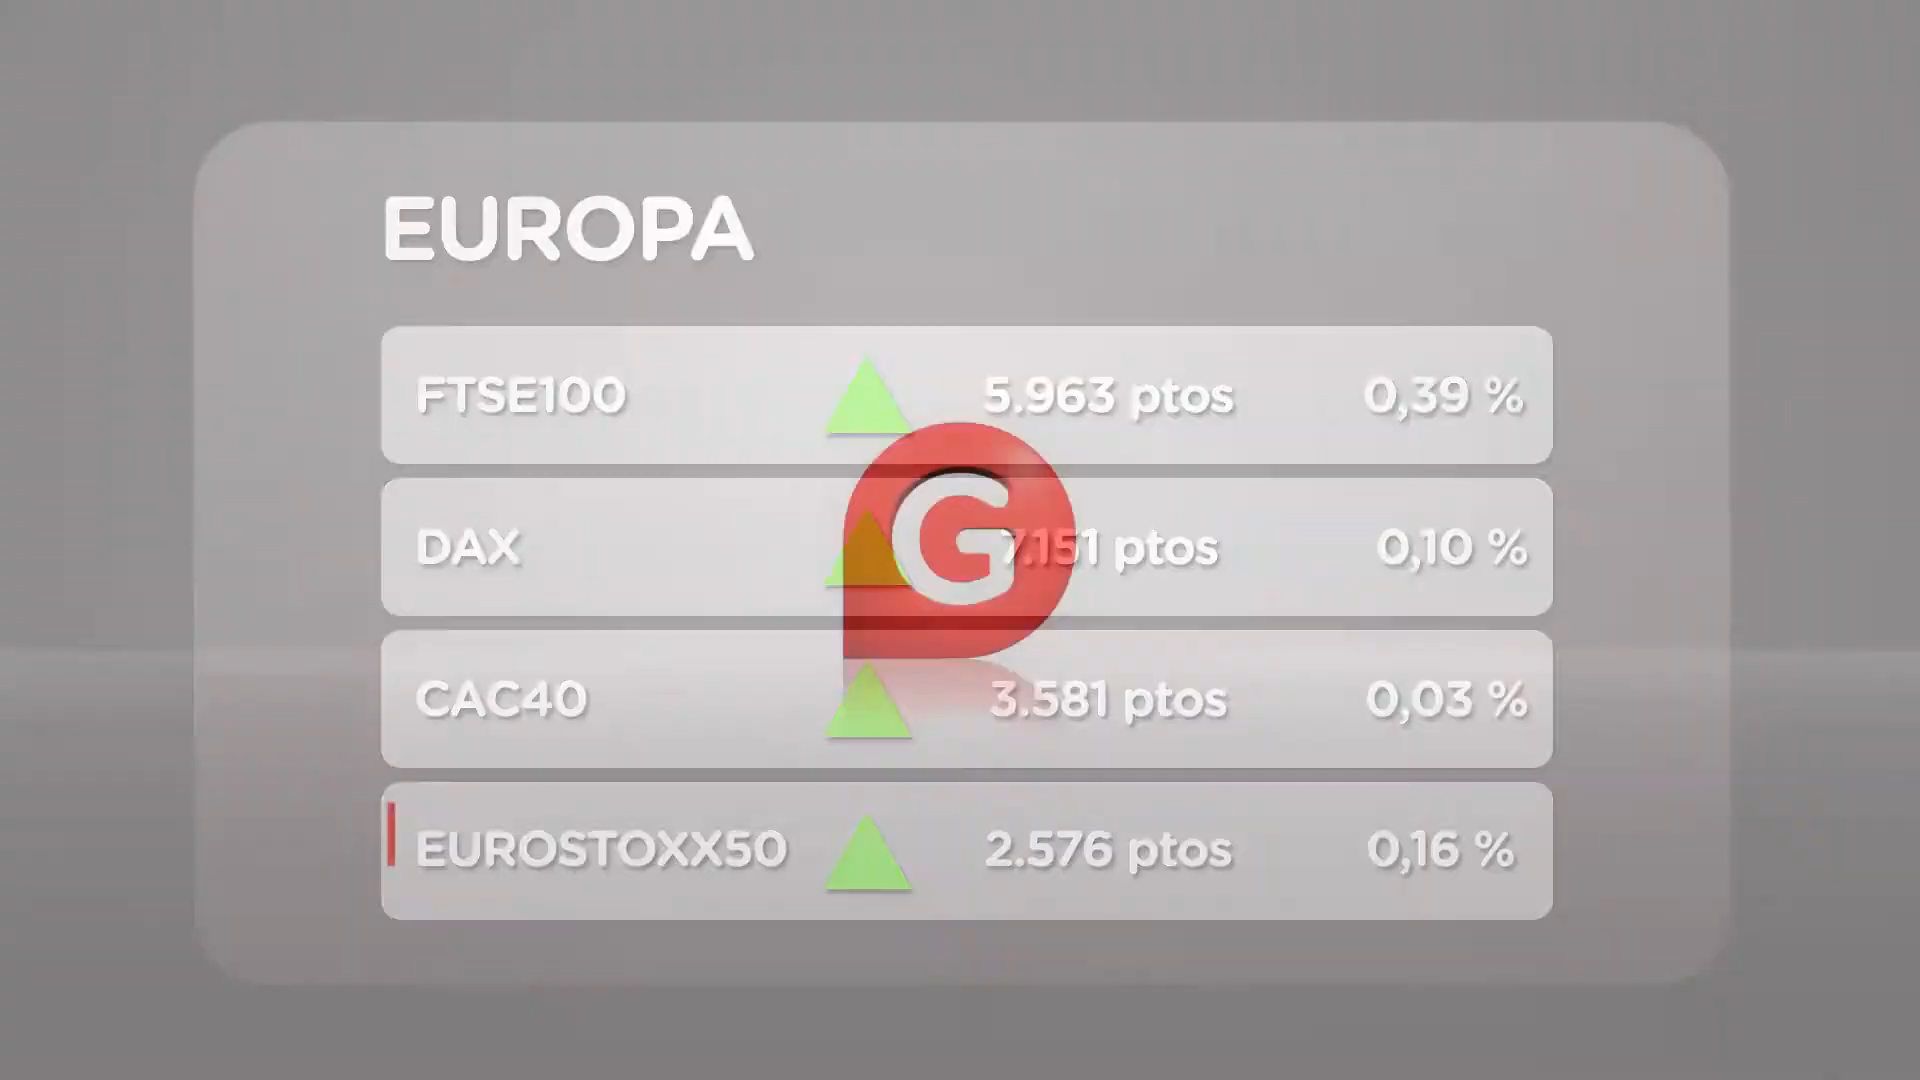 EUROPA
FTSE100 5.963 ptos 0,39 %
DAX 7.151 ptos 0,10 %
G
CAC40 3.581 ptos 0,03 %
EUROSTOXX50 2.576 ptos 0,16 %